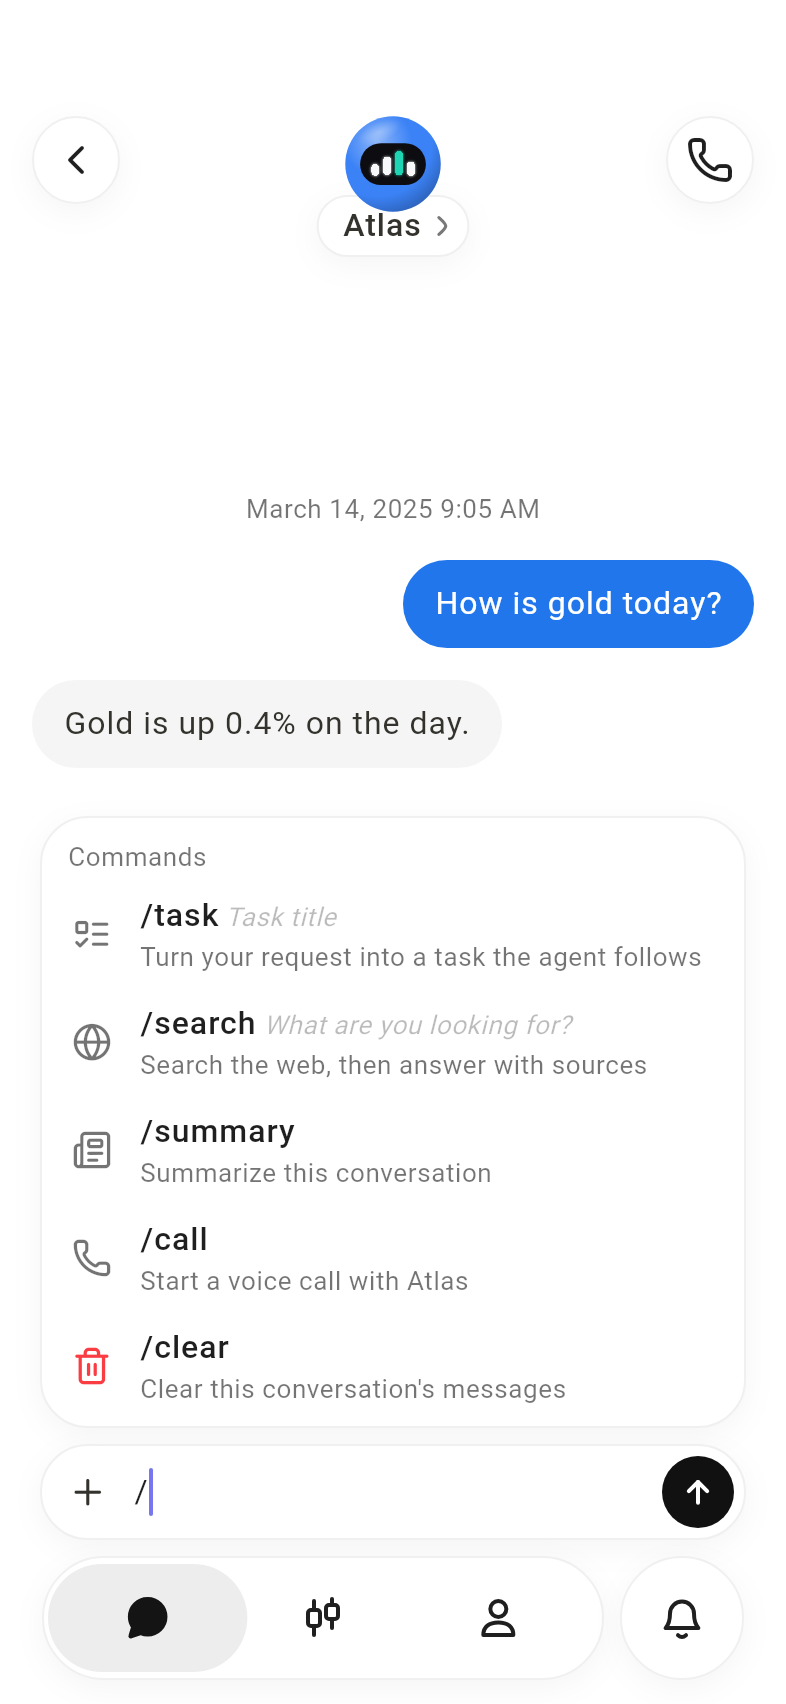 Atlas
March 14, 2025 9:05 AM
How is gold today?
Gold is up 0.4% on the day.
Commands
/task Task title
Turn your request into a task the agent follows
/search What are you looking for?
Search the web, then answer with sources
/summary
Summarize this conversation
/call
Start a voice call with Atlas
/clear
Clear this conversation's messages
/